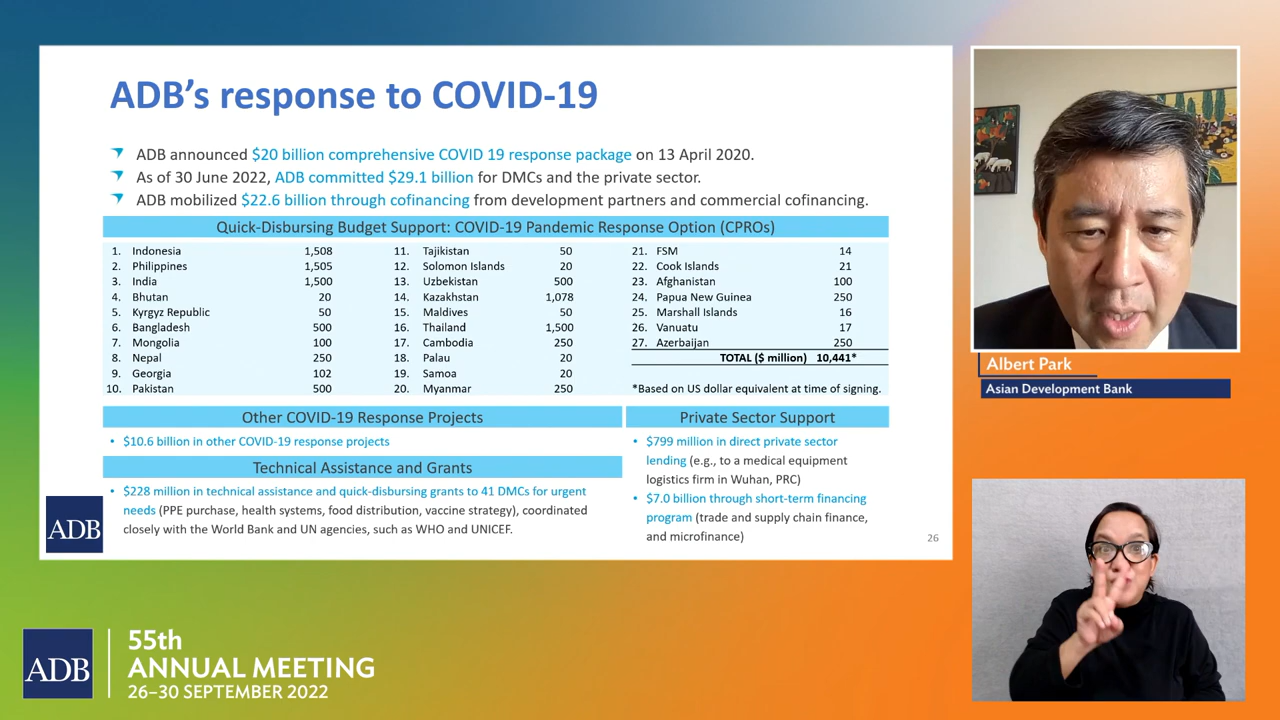 ADB’s response to COVID-19
ADB announced $20 billion comprehensive COVID 19 response package on 13 April 2020.
As of 30 June 2022, ADB committed $29.1 billion for DMCs and the private sector.
ADB mobilized $22.6 billion through cofinancing from development partners and commercial cofinancing.
Quick-Disbursing Budget Support: COVID-19 Pandemic Response Option (CPROs)
1. Indonesia 1,508
2. Philippines 1,505
3. India 1,500
4. Bhutan 20
5. Kyrgyz Republic 50
6. Bangladesh 500
7. Mongolia 100
8. Nepal 250
9. Georgia 102
10. Pakistan 500
11. Tajikistan 50
12. Solomon Islands 20
13. Uzbekistan 500
14. Kazakhstan 1,078
15. Maldives 50
16. Thailand 1,500
17. Cambodia 250
18. Palau 20
19. Samoa 20
20. Myanmar 250
21. FSM 14
22. Cook Islands 21
23. Afghanistan 100
24. Papua New Guinea 250
25. Marshall Islands 16
26. Vanuatu 17
27. Azerbaijan 250
TOTAL ($ million) 10,441*
*Based on US dollar equivalent at time of signing.
Other COVID-19 Response Projects
• $10.6 billion in other COVID-19 response projects
Technical Assistance and Grants
• $228 million in technical assistance and quick-disbursing grants to 41 DMCs for urgent
needs (PPE purchase, health systems, food distribution, vaccine strategy), coordinated
closely with the World Bank and UN agencies, such as WHO and UNICEF.
Private Sector Support
• $799 million in direct private sector
lending (e.g., to a medical equipment
logistics firm in Wuhan, PRC)
• $7.0 billion through short-term financing
program (trade and supply chain finance,
and microfinance)
ADB
26
Albert Park
Asian Development Bank
ADB
55th
ANNUAL MEETING
26–30 SEPTEMBER 2022